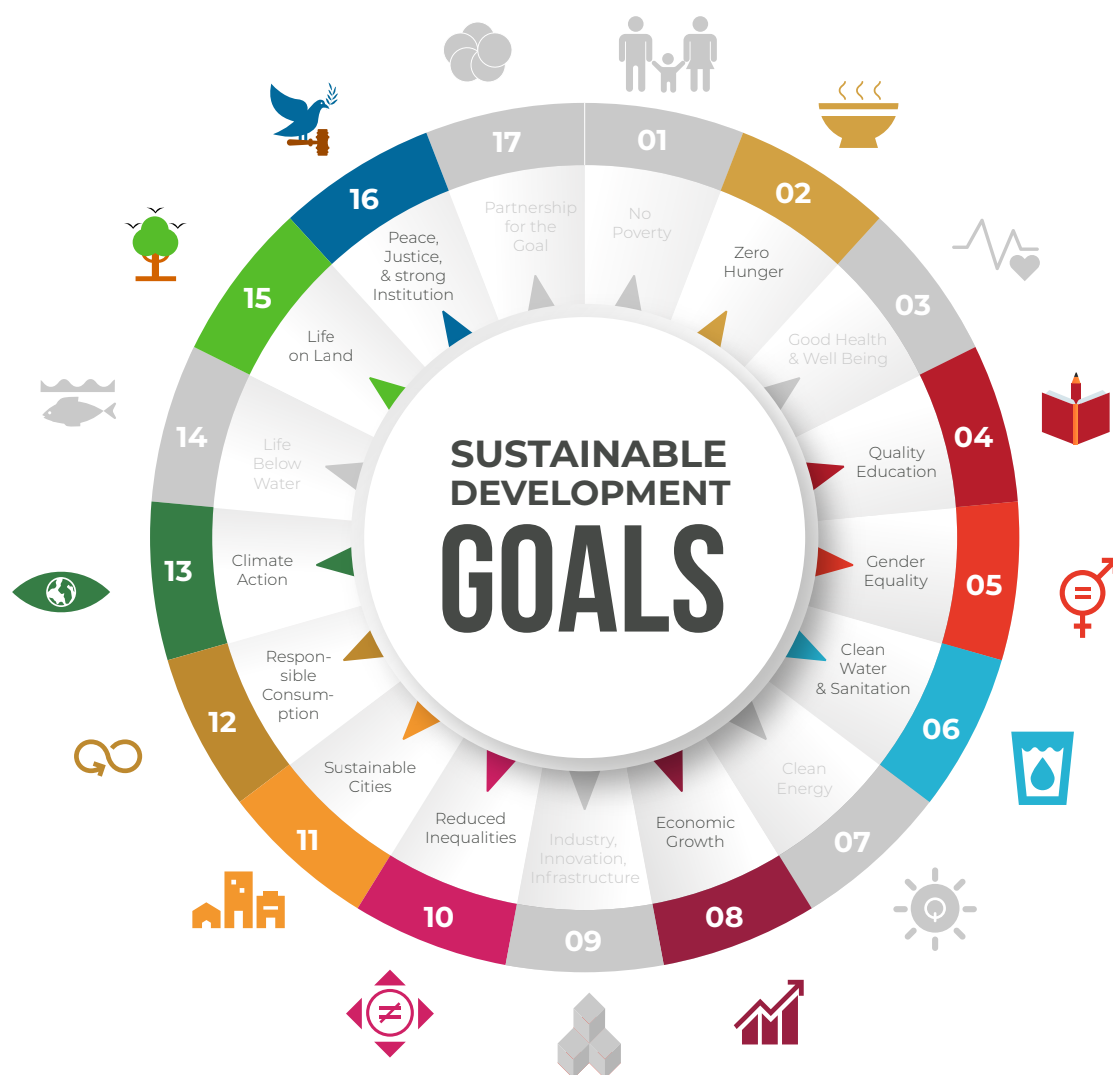 SUSTAINABLE
DEVELOPMENT
GOALS
01
No
Poverty
02
Zero
Hunger
03
Good Health
& Well Being
04
Quality
Education
05
Gender
Equality
06
Clean
Water
& Sanitation
07
Clean
Energy
08
Economic
Growth
09
Industry,
Innovation,
Infrastructure
10
Reduced
Inequalities
11
Sustainable
Cities
12
Respon-
sible
Consum-
ption
13
Climate
Action
14
Life
Below
Water
15
Life
on Land
16
Peace,
Justice,
& strong
Institution
17
Partnership
for the
Goal